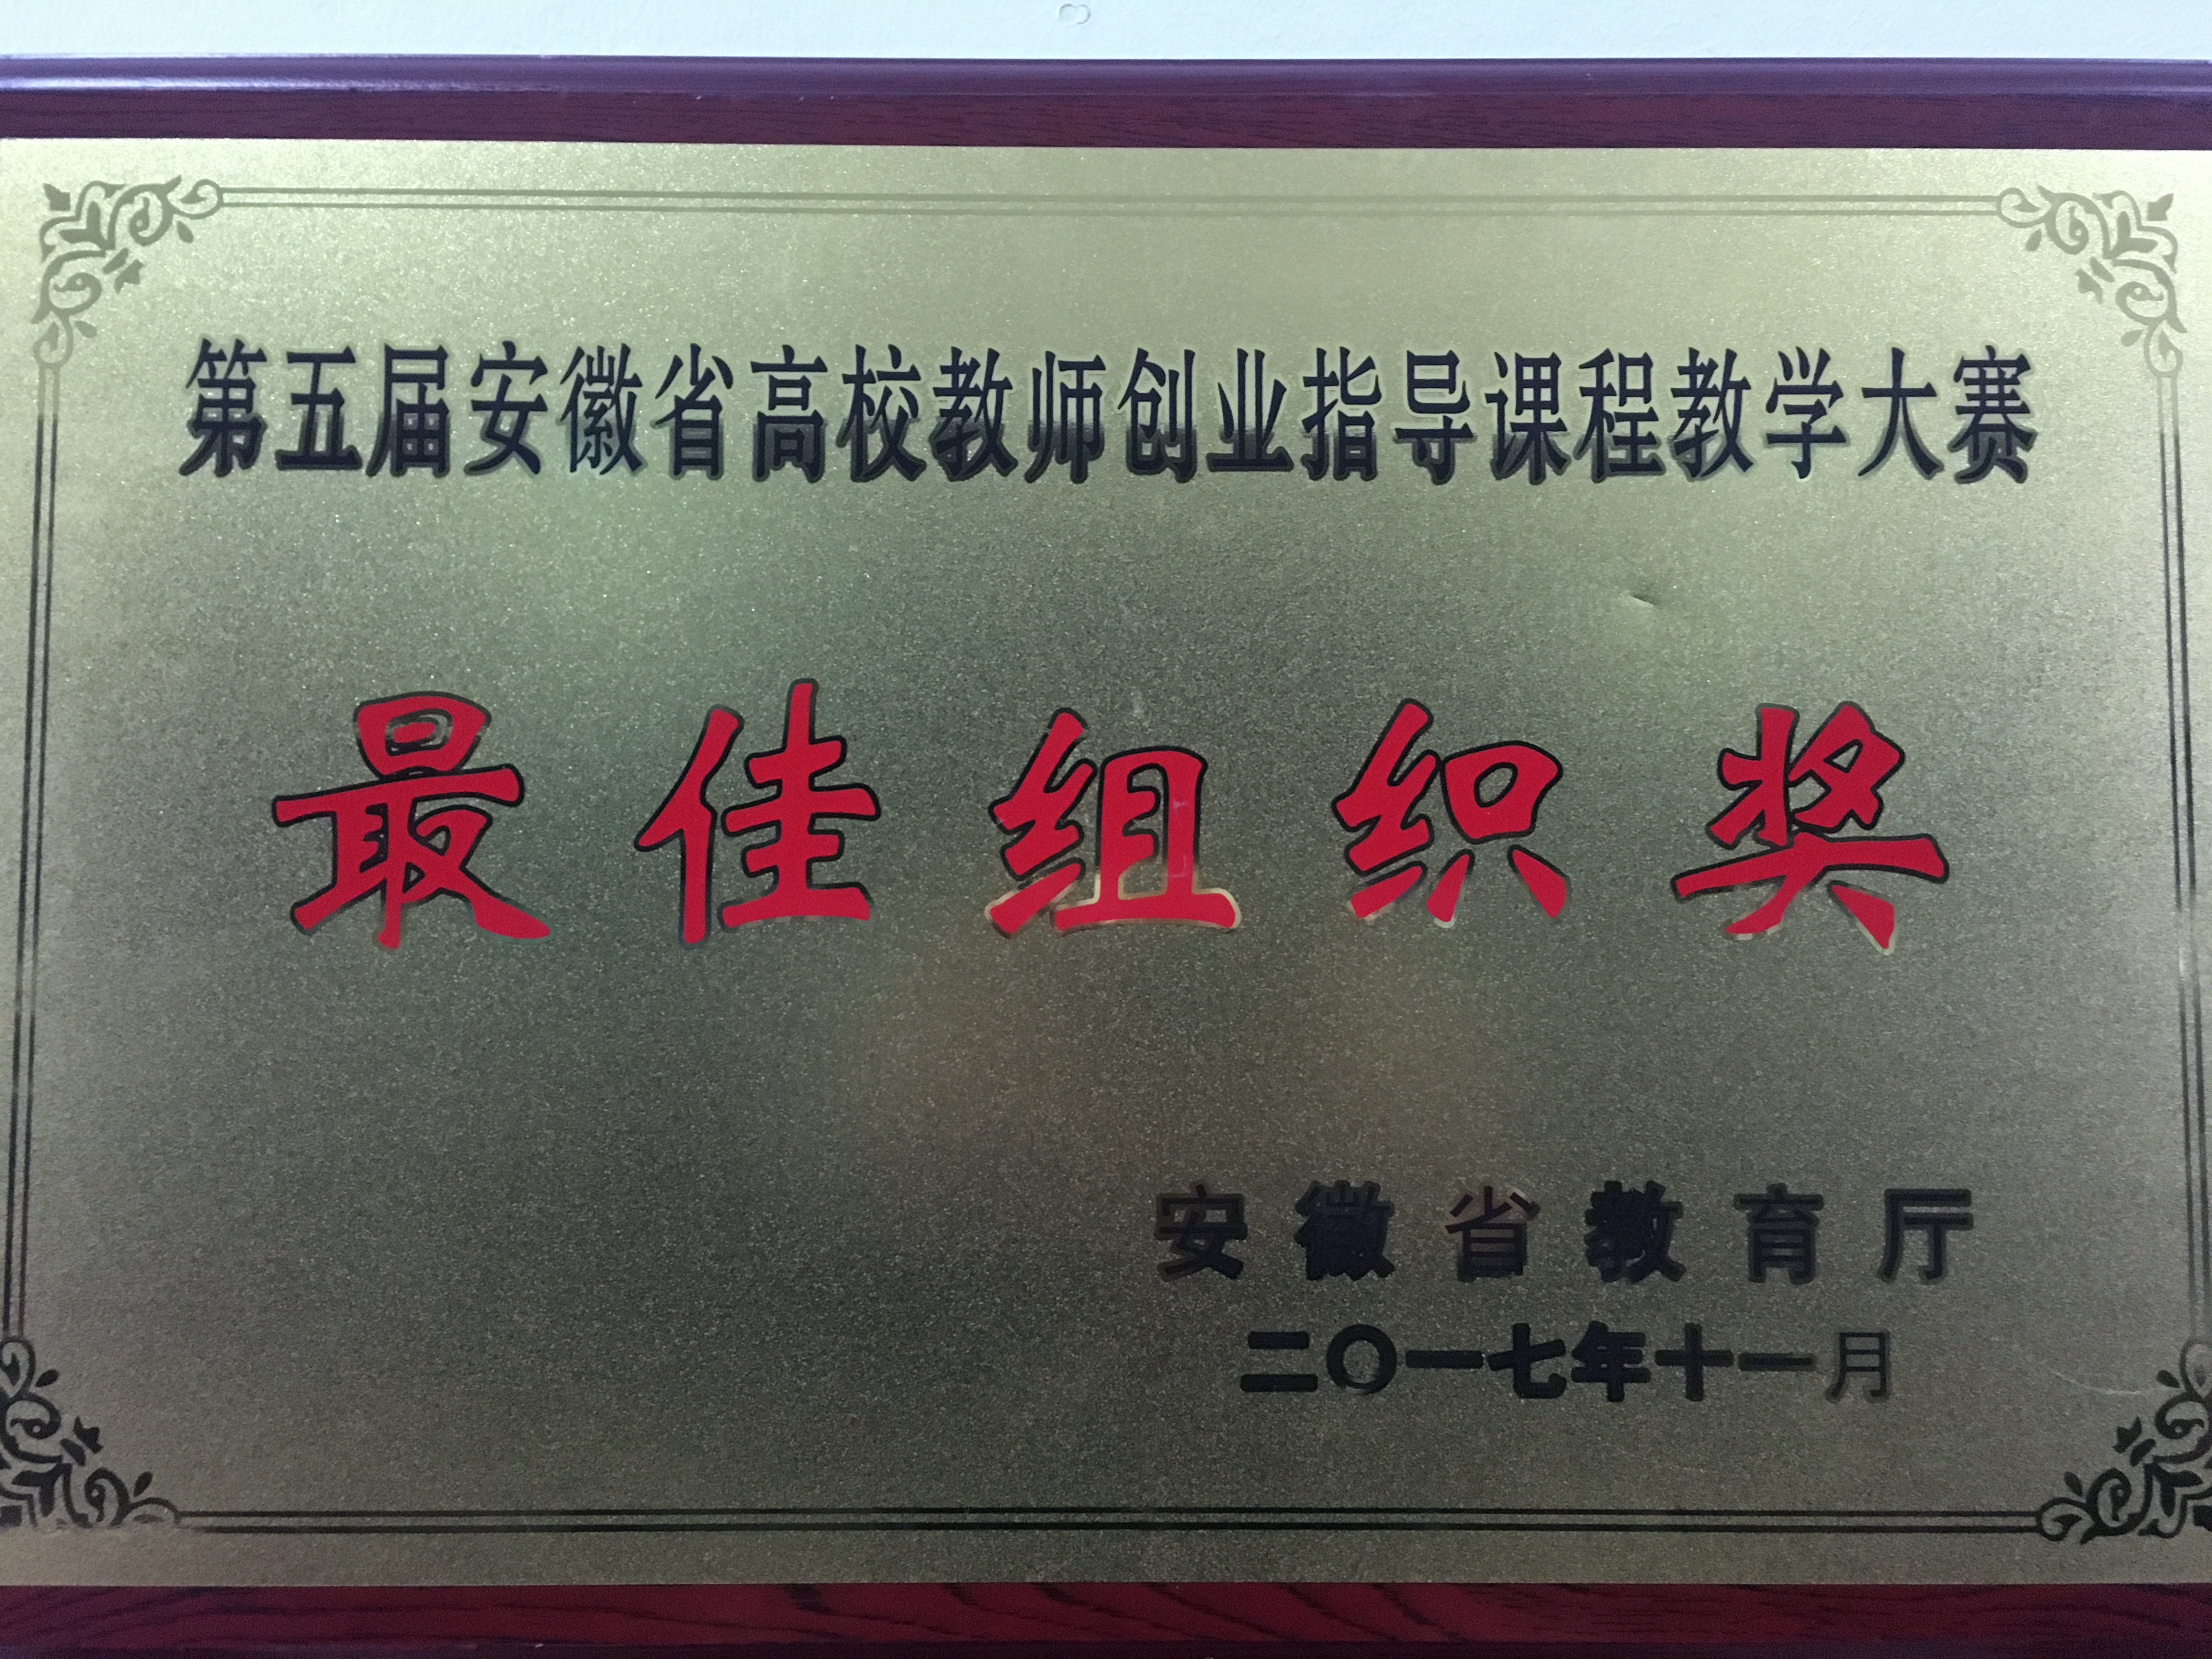 第五届安徽省高校教师创业指导课程教学大赛
最佳组织奖
安徽省教育厅
二〇一七年十一月